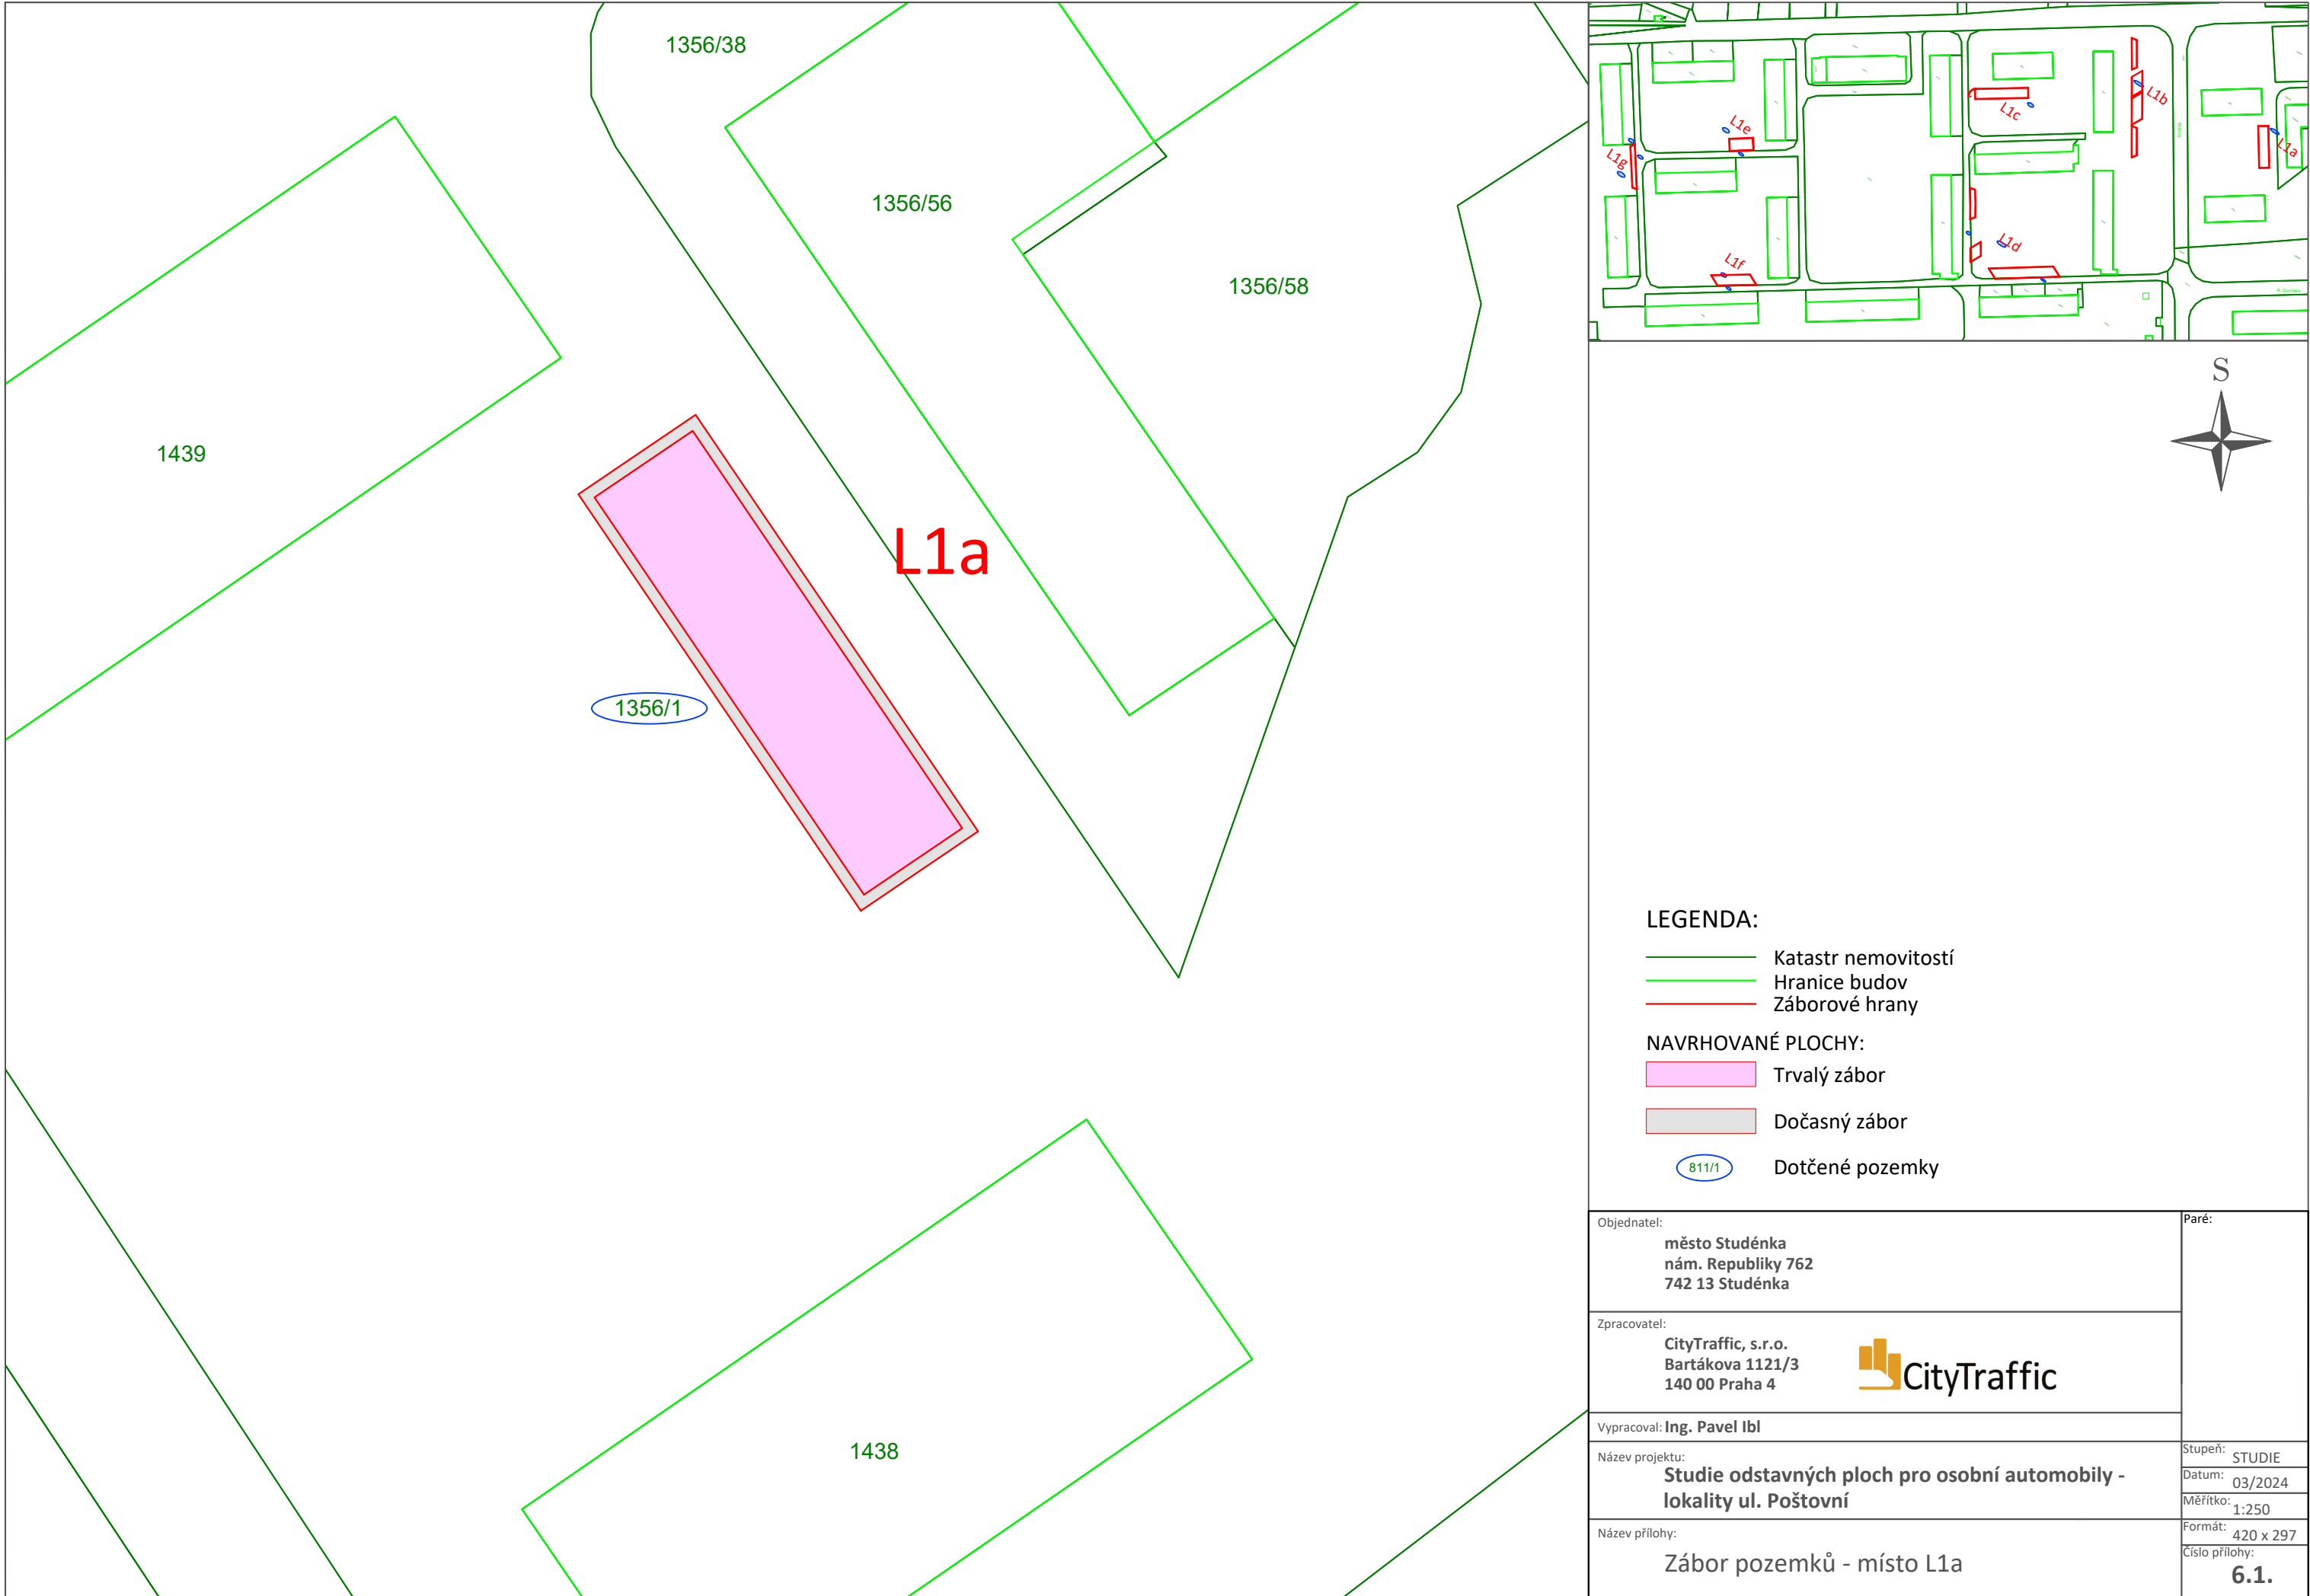 1356/38
1356/56
1356/58
1439
L1a
1356/1
1438
L1e
L1c
L1b
L1a
L1g
L1d
L1f
S
LEGENDA:
Katastr nemovitostí
Hranice budov
Záborové hrany
NAVRHOVANÉ PLOCHY:
Trvalý zábor
Dočasný zábor
811/1 Dotčené pozemky
Objednatel:
město Studénka
nám. Republiky 762
742 13 Studénka
Paré:
Zpracovatel:
CityTraffic, s.r.o.
Bartákova 1121/3
140 00 Praha 4
CityTraffic
Vypracoval: Ing. Pavel Ibl
Název projektu:
Studie odstavných ploch pro osobní automobily -
lokality ul. Poštovní
Stupeň: STUDIE
Datum: 03/2024
Měřítko: 1:250
Formát: 420 x 297
Název přílohy:
Zábor pozemků - místo L1a
Číslo přílohy:
6.1.